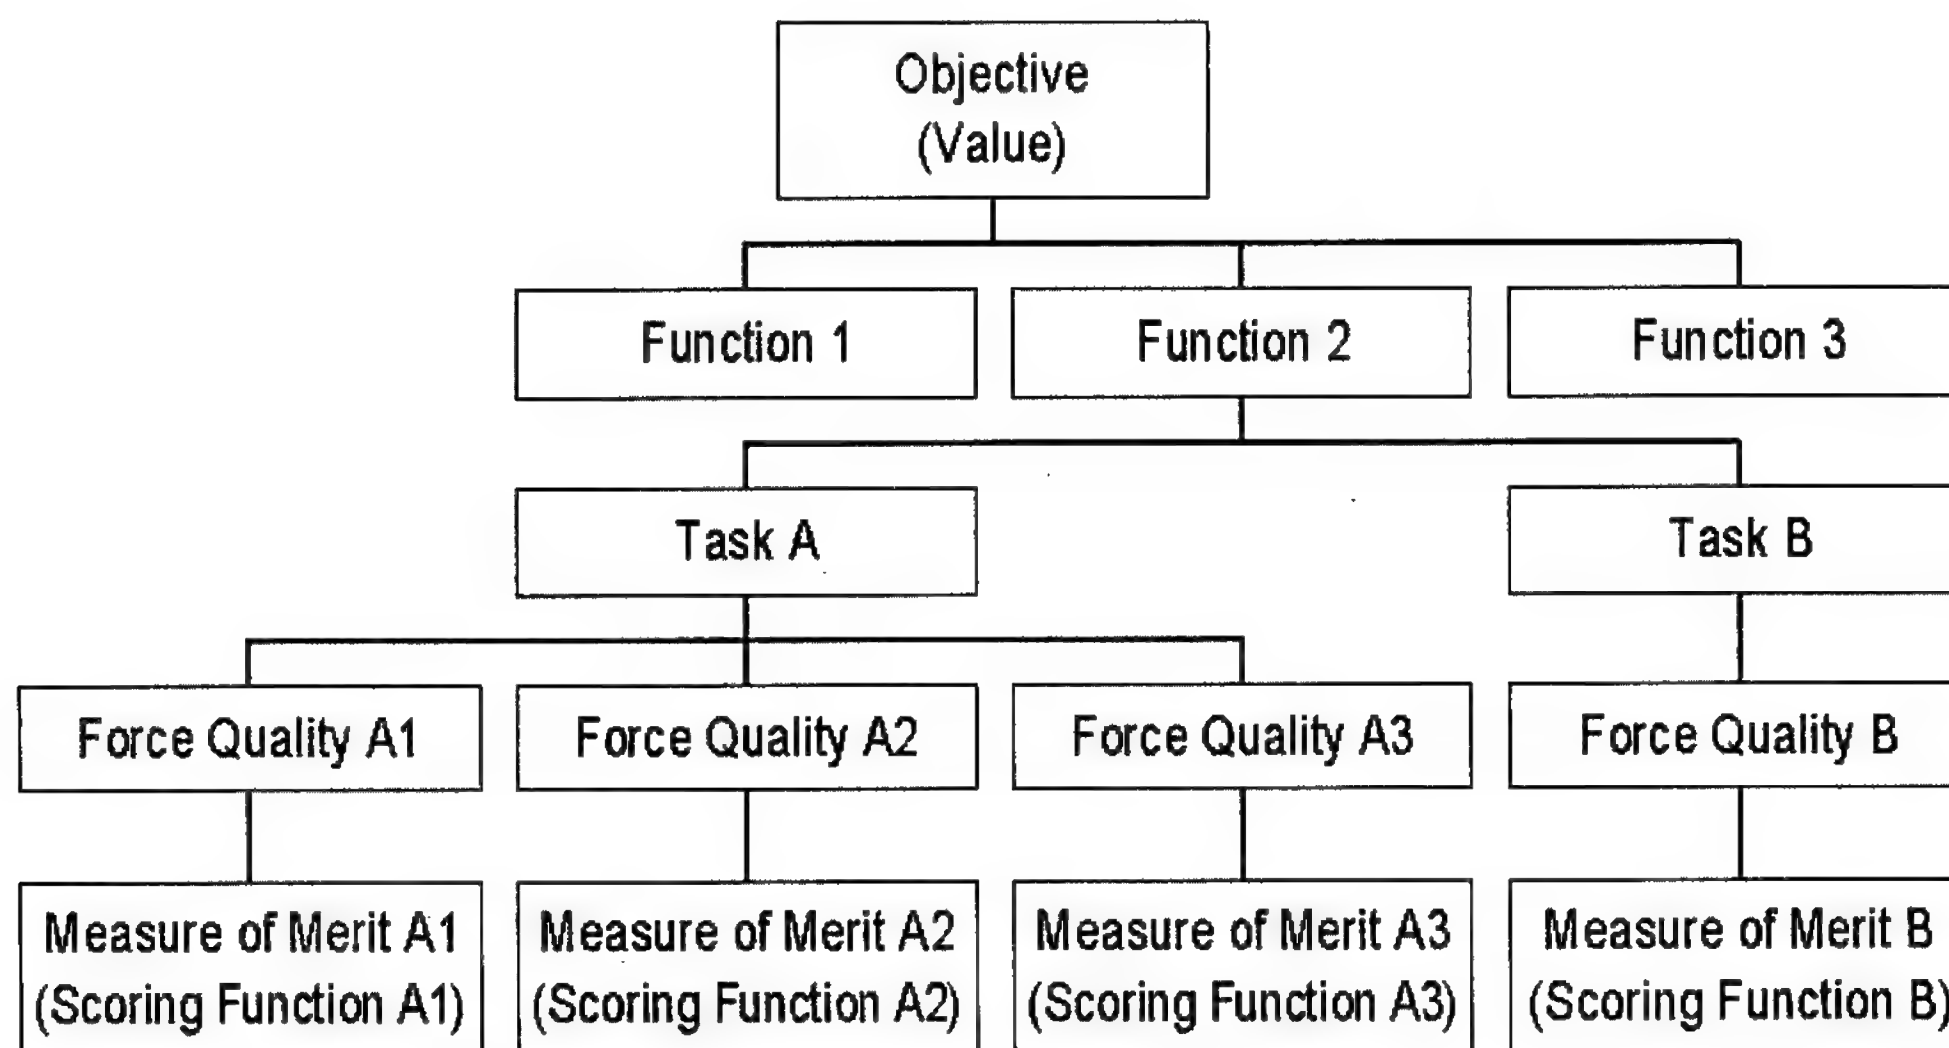 Objective
(Value)
Function 1
Function 2
Function 3
Task A
Task B
Force Quality A1
Force Quality A2
Force Quality A3
Force Quality B
Measure of Merit A1
(Scoring Function A1)
Measure of Merit A2
(Scoring Function A2)
Measure of Merit A3
(Scoring Function A3)
Measure of Merit B
(Scoring Function B)